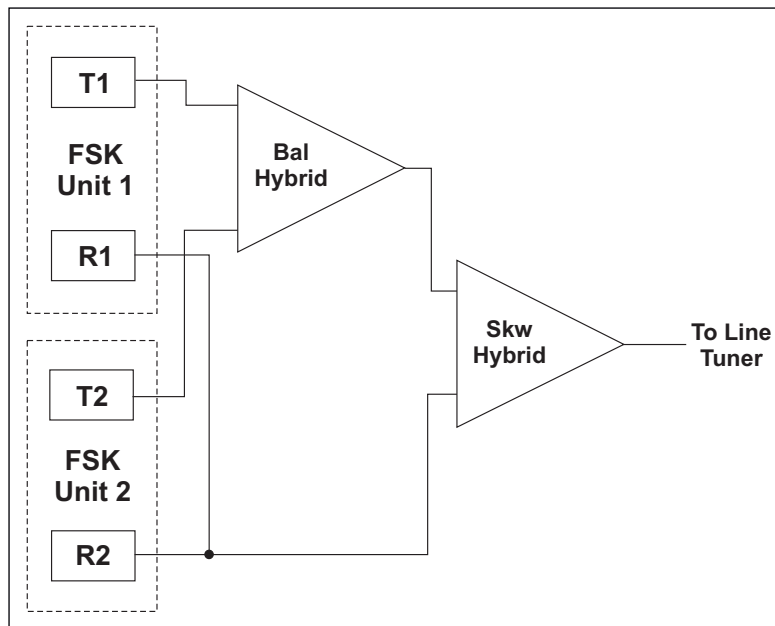 T1
FSK
Unit 1
R1
Bal
Hybrid
T2
FSK
Unit 2
R2
Skw
Hybrid
To Line
Tuner